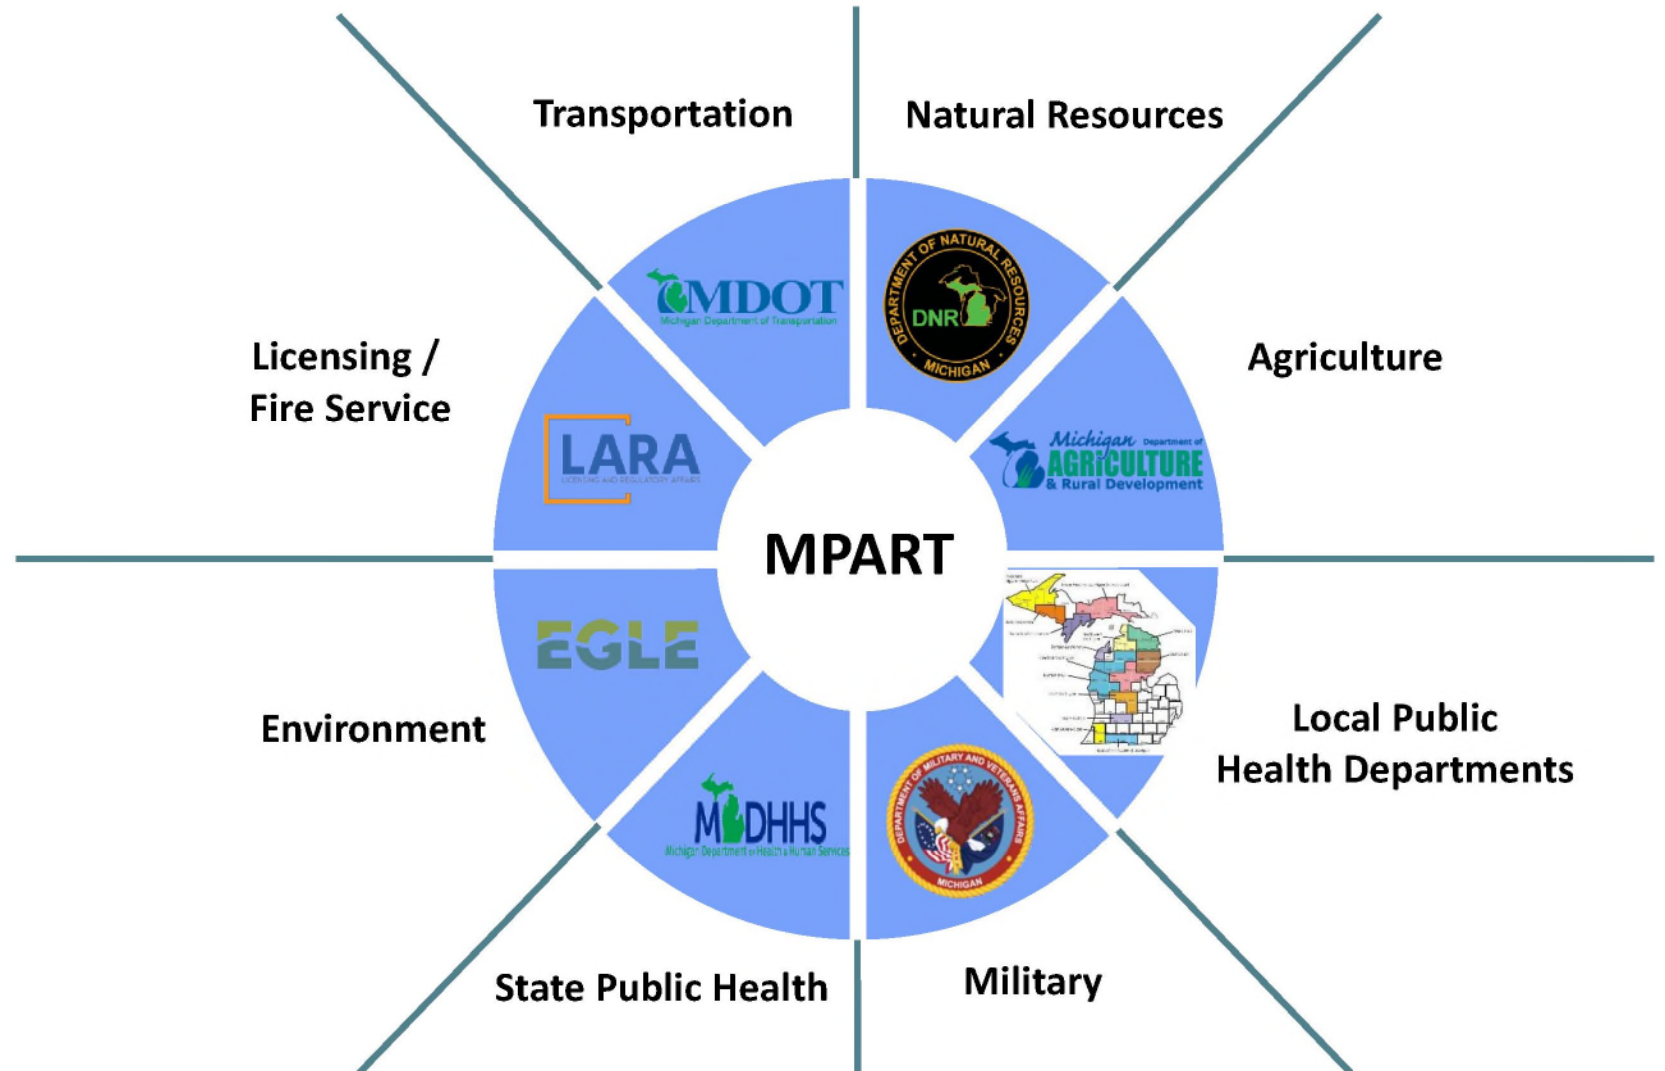 Transportation
Natural Resources
DEPARTMENT OF NATURAL RESOURCES
DNR
MICHIGAN
MDOT
Michigan Department of Transportation
Licensing /
Fire Service
Agriculture
LARA
LICENSING AND REGULATORY AFFAIRS
Michigan Department of
AGRICULTURE
& Rural Development
MPART
EGLE
Environment
Local Public
Health Departments
MDHHS
Michigan Department of Health & Human Services
DEPARTMENT OF MILITARY AND VETERANS AFFAIRS
MICHIGAN
State Public Health
Military